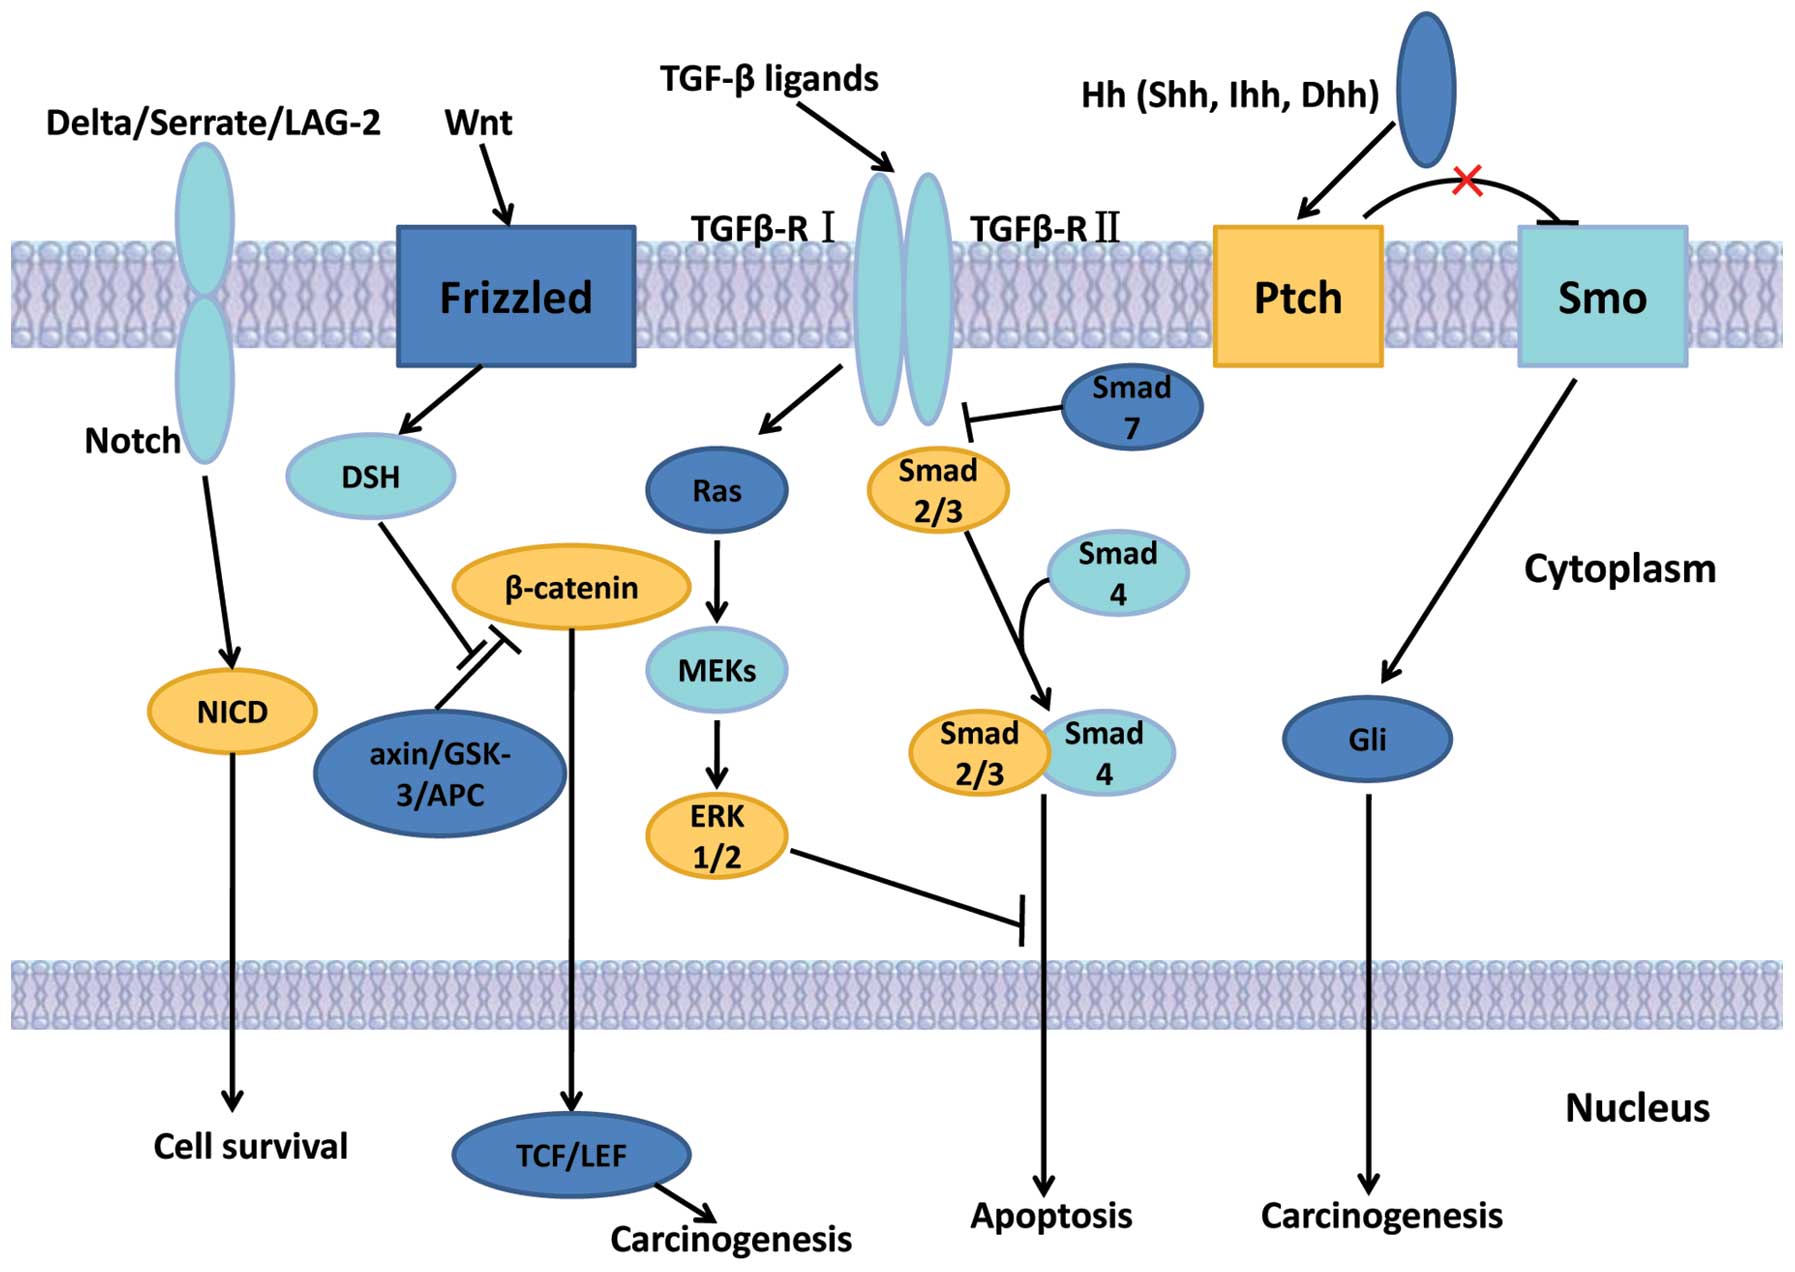 TGF-β ligands
Hh (Shh, Ihh, Dhh)
Delta/Serrate/LAG-2
Wnt
TGFβ-R Ⅰ
TGFβ-R Ⅱ
Frizzled
Ptch
Smo
Smad
7
Notch
DSH
Ras
Smad
2/3
Smad
4
Cytoplasm
β-catenin
MEKs
NICD
axin/GSK-
3/APC
Smad
2/3
Smad
4
Gli
ERK
1/2
Nucleus
Cell survival
TCF/LEF
Carcinogenesis
Apoptosis
Carcinogenesis